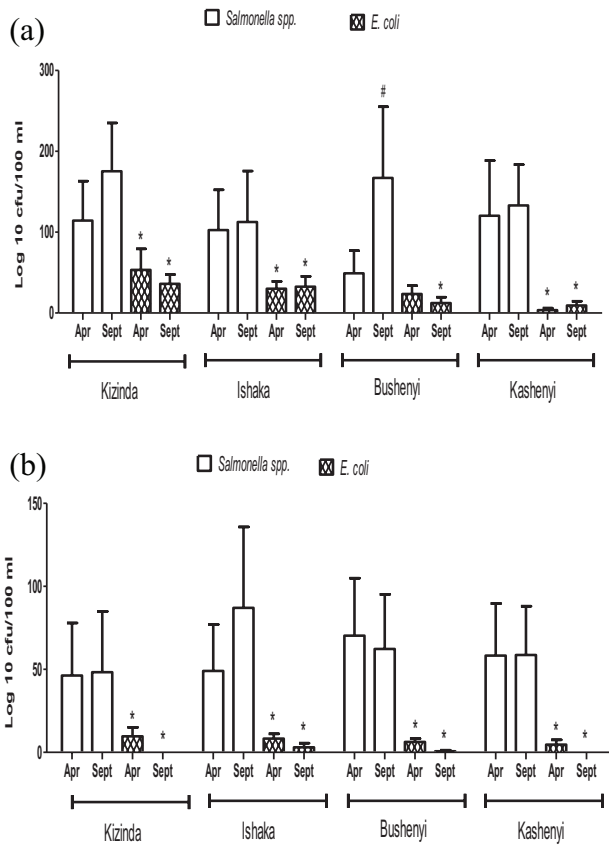 (a)
Salmonella spp. E. coli
300
#
200
Log 10 cfu/100 ml
* * * * * * *
100
0
Apr Sept Apr Sept Apr Sept Apr Sept Apr Sept Apr Sept Apr Sept Apr Sept
Kizinda Ishaka Bushenyi Kashenyi
(b)
Salmonella spp. E. coli
150
100
Log 10 cfu/100 ml
50
* * * * * * * *
0
Apr Sept Apr Sept Apr Sept Apr Sept Apr Sept Apr Sept Apr Sept Apr Sept
Kizinda Ishaka Bushenyi Kashenyi